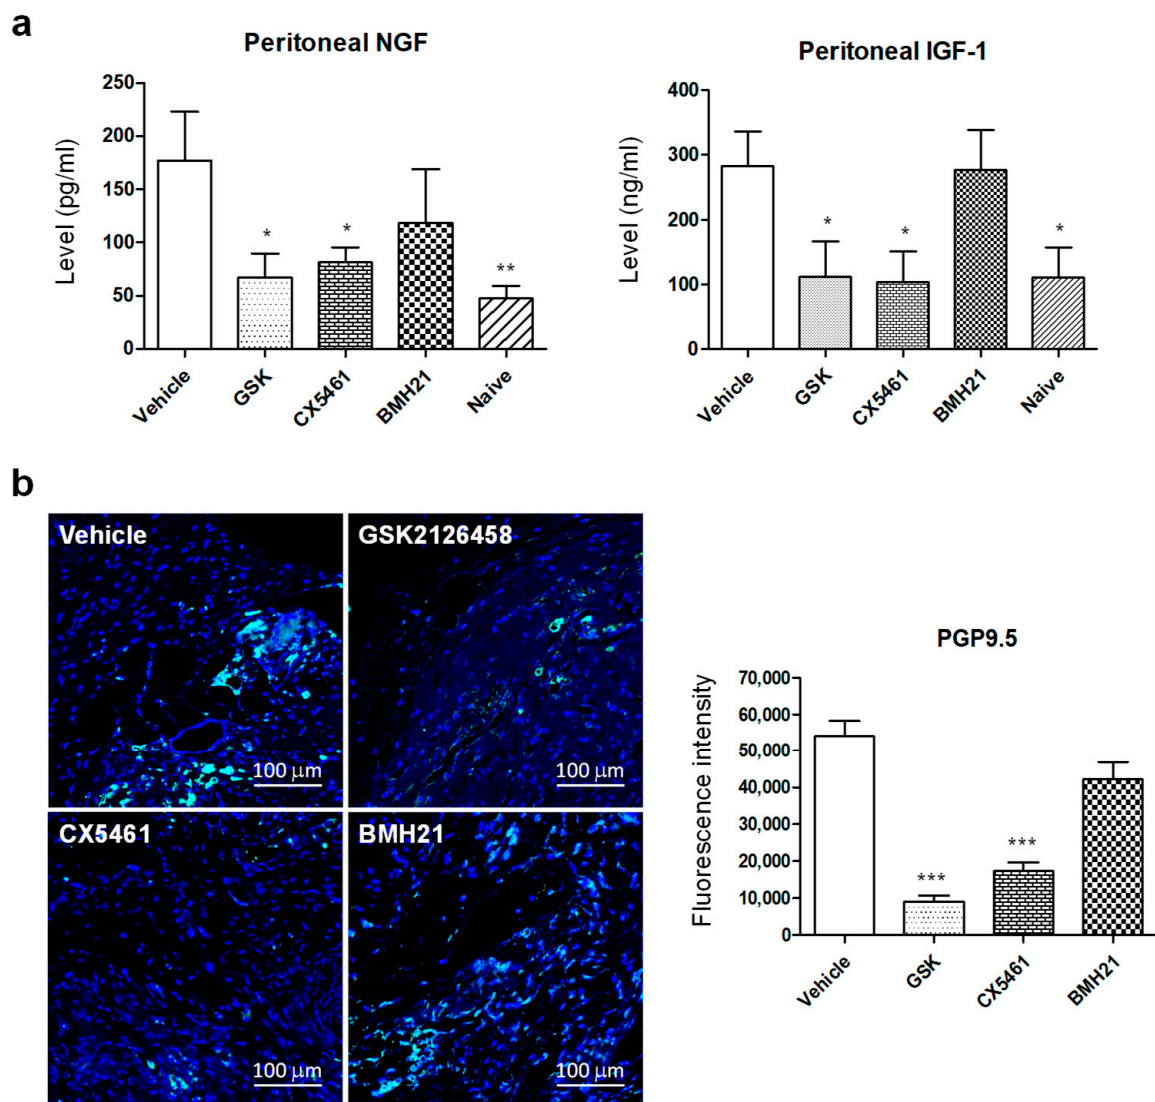 a
Peritoneal NGF
Level (pg/ml)
250
200
150
100
50
0
*
*
**
Vehicle
GSK
CX5461
BMH21
Naive
Peritoneal IGF-1
Level (ng/ml)
400
300
200
100
0
*
*
*
Vehicle
GSK
CX5461
BMH21
Naive
b
Vehicle
100 μm
GSK2126458
100 μm
CX5461
100 μm
BMH21
100 μm
PGP9.5
Fluorescence intensity
70,000
60,000
50,000
40,000
30,000
20,000
10,000
0
***
***
Vehicle
GSK
CX5461
BMH21